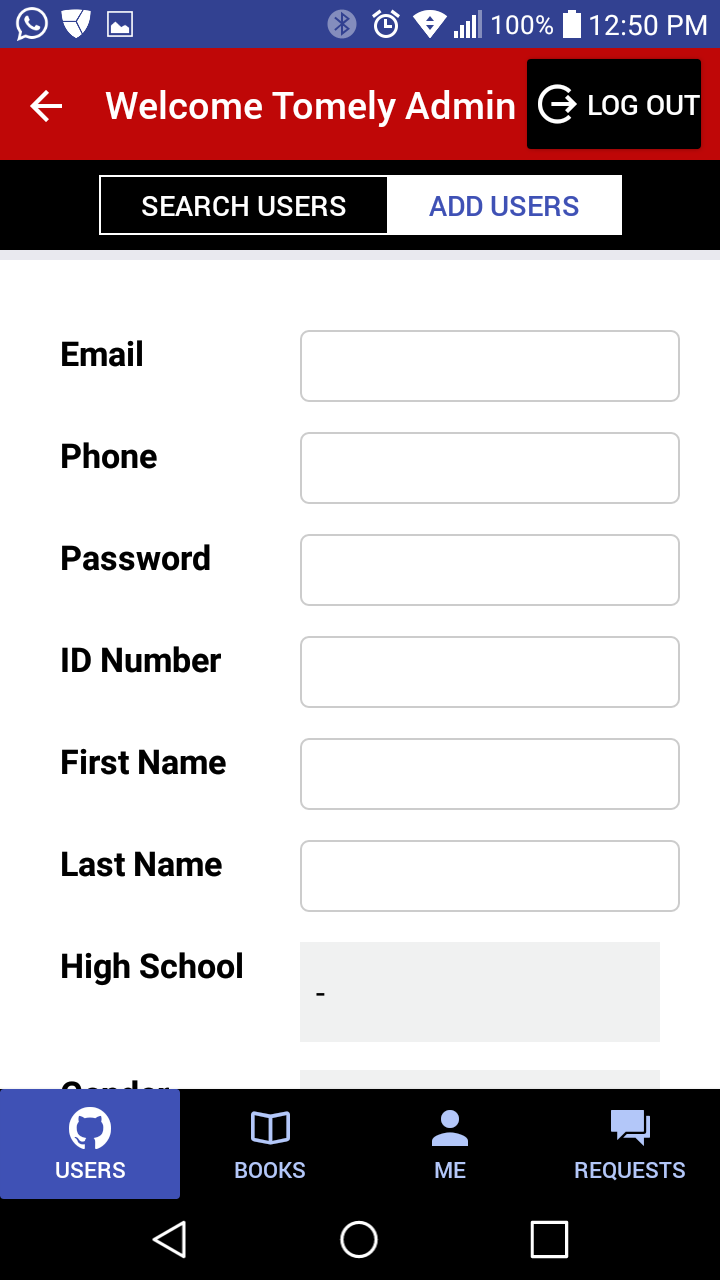 100% 12:50 PM
Welcome Tomely Admin LOG OUT
SEARCH USERS ADD USERS
Email
Phone
Password
ID Number
First Name
Last Name
High School -
Gender
USERS BOOKS ME REQUESTS